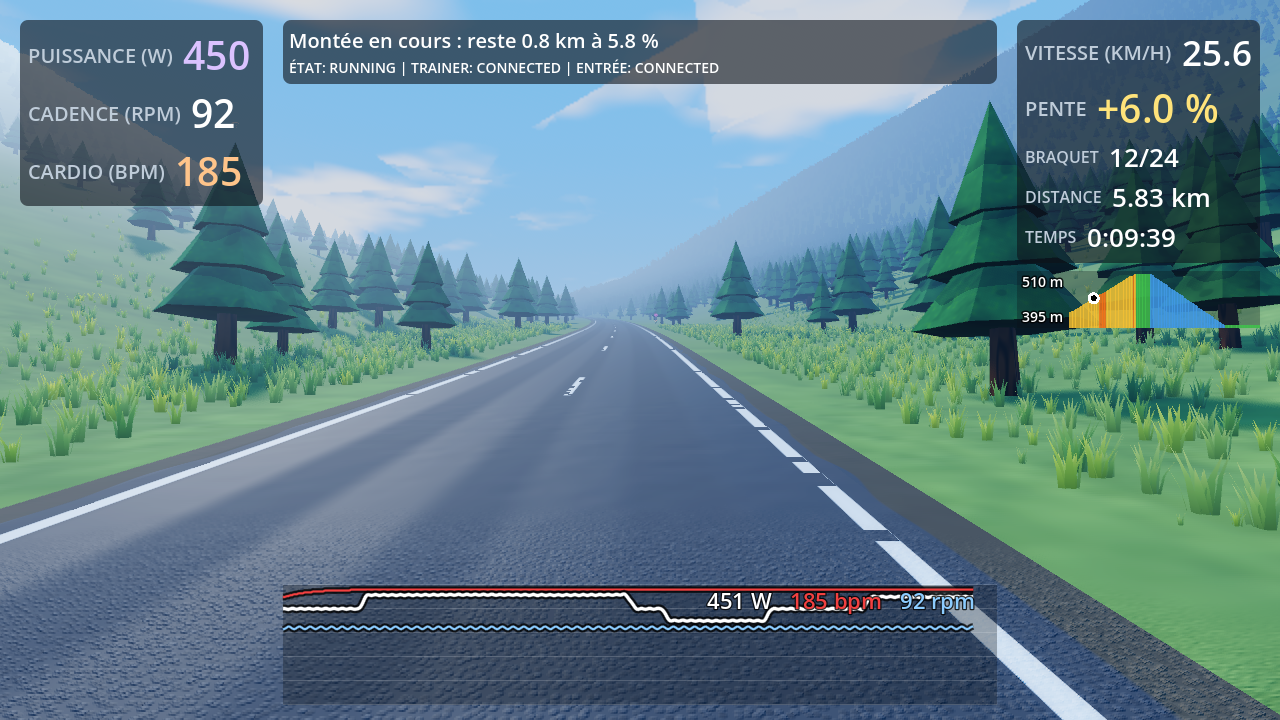 PUISSANCE (W) 450
CADENCE (RPM) 92
CARDIO (BPM) 185
Montée en cours : reste 0.8 km à 5.8 %
ÉTAT: RUNNING | TRAINER: CONNECTED | ENTRÉE: CONNECTED
VITESSE (KM/H) 25.6
PENTE +6.0 %
BRAQUET 12/24
DISTANCE 5.83 km
TEMPS 0:09:39
510 m
395 m
451 W 185 bpm 92 rpm